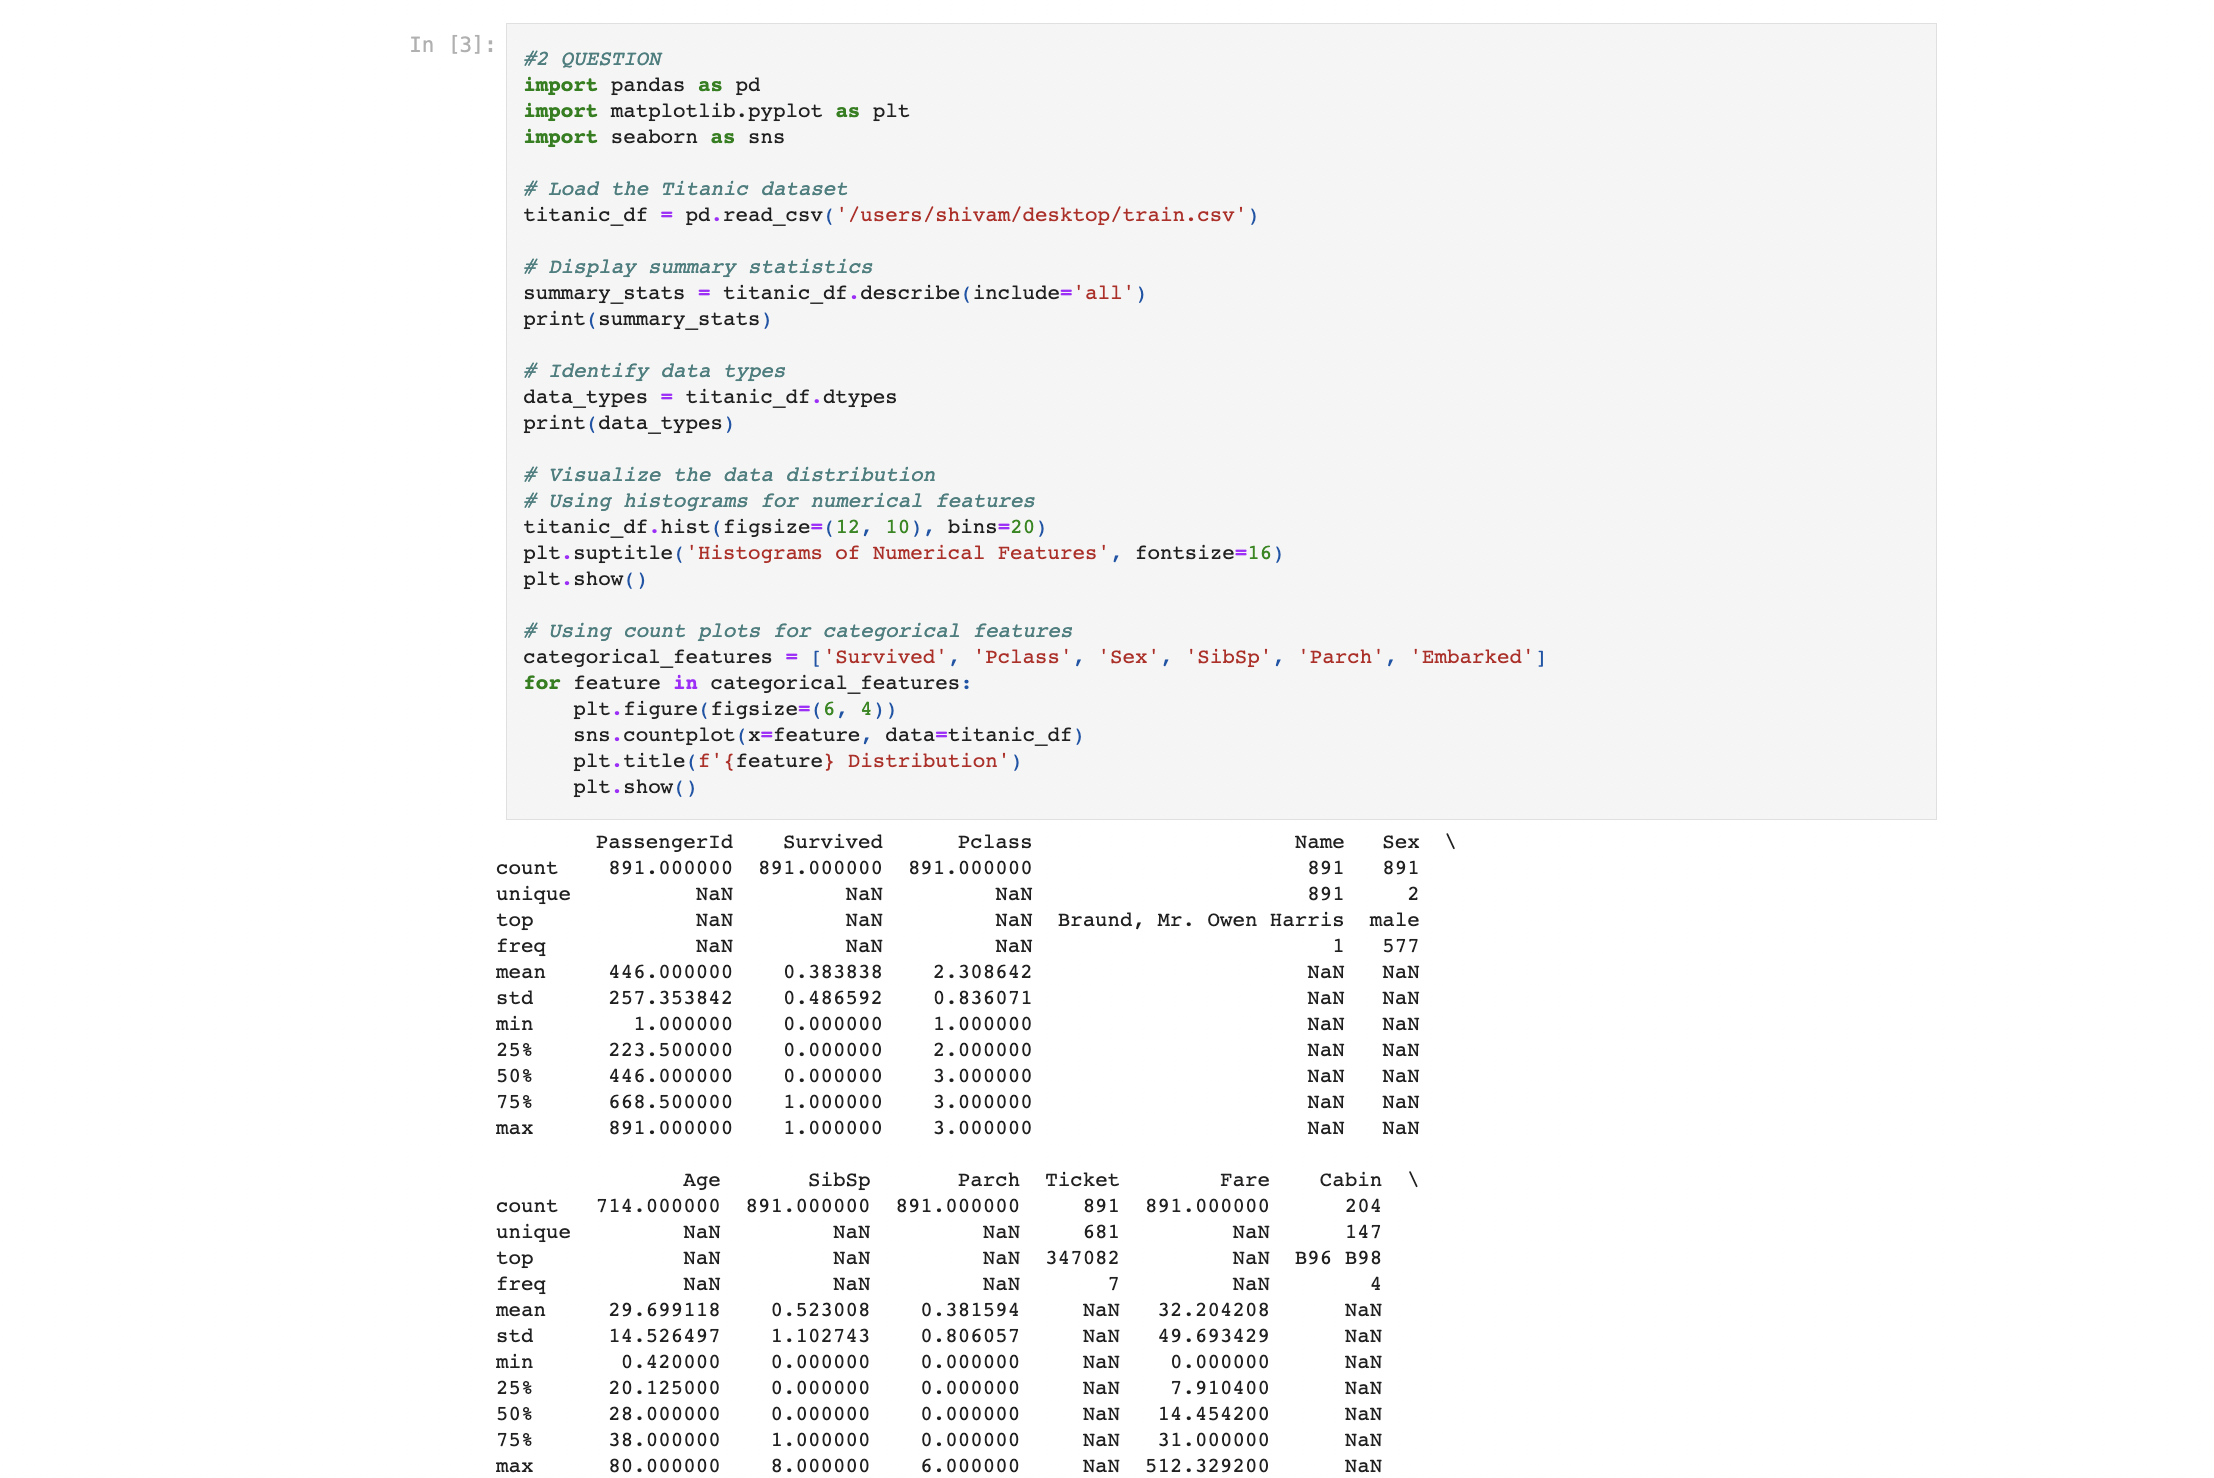 In [3]:
#2 QUESTION
import pandas as pd
import matplotlib.pyplot as plt
import seaborn as sns
# Load the Titanic dataset
titanic_df = pd.read_csv('/users/shivam/desktop/train.csv')
# Display summary statistics
summary_stats = titanic_df.describe(include='all')
print(summary_stats)
# Identify data types
data_types = titanic_df.dtypes
print(data_types)
# Visualize the data distribution
# Using histograms for numerical features
titanic_df.hist(figsize=(12, 10), bins=20)
plt.suptitle('Histograms of Numerical Features', fontsize=16)
plt.show()
# Using count plots for categorical features
categorical_features = ['Survived', 'Pclass', 'Sex', 'SibSp', 'Parch', 'Embarked']
for feature in categorical_features:
    plt.figure(figsize=(6, 4))
    sns.countplot(x=feature, data=titanic_df)
    plt.title(f'{feature} Distribution')
    plt.show()
        PassengerId    Survived      Pclass                     Name   Sex  \
count    891.000000  891.000000  891.000000                      891   891
unique          NaN         NaN         NaN                      891     2
top             NaN         NaN         NaN  Braund, Mr. Owen Harris  male
freq            NaN         NaN         NaN                        1   577
mean     446.000000    0.383838    2.308642                      NaN   NaN
std      257.353842    0.486592    0.836071                      NaN   NaN
min        1.000000    0.000000    1.000000                      NaN   NaN
25%      223.500000    0.000000    2.000000                      NaN   NaN
50%      446.000000    0.000000    3.000000                      NaN   NaN
75%      668.500000    1.000000    3.000000                      NaN   NaN
max      891.000000    1.000000    3.000000                      NaN   NaN
               Age       SibSp       Parch  Ticket        Fare    Cabin  \
count   714.000000  891.000000  891.000000     891  891.000000      204
unique         NaN         NaN         NaN     681         NaN      147
top            NaN         NaN         NaN  347082         NaN  B96 B98
freq           NaN         NaN         NaN       7         NaN        4
mean     29.699118    0.523008    0.381594     NaN   32.204208      NaN
std      14.526497    1.102743    0.806057     NaN   49.693429      NaN
min       0.420000    0.000000    0.000000     NaN    0.000000      NaN
25%      20.125000    0.000000    0.000000     NaN    7.910400      NaN
50%      28.000000    0.000000    0.000000     NaN   14.454200      NaN
75%      38.000000    1.000000    0.000000     NaN   31.000000      NaN
max      80.000000    8.000000    6.000000     NaN  512.329200      NaN